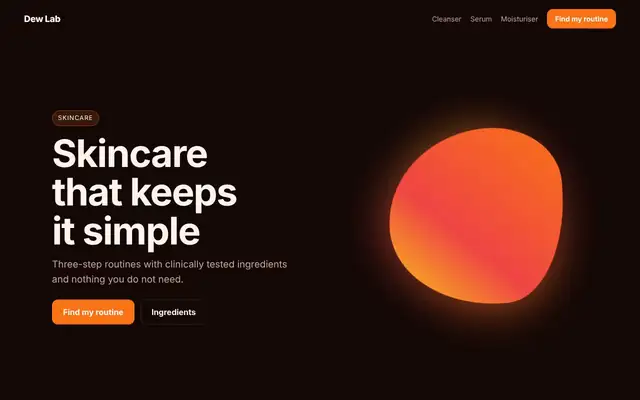 Dew Lab
Cleanser Serum Moisturiser Find my routine
SKINCARE
Skincare
that keeps
it simple
Three-step routines with clinically tested ingredients
and nothing you do not need.
Find my routine Ingredients